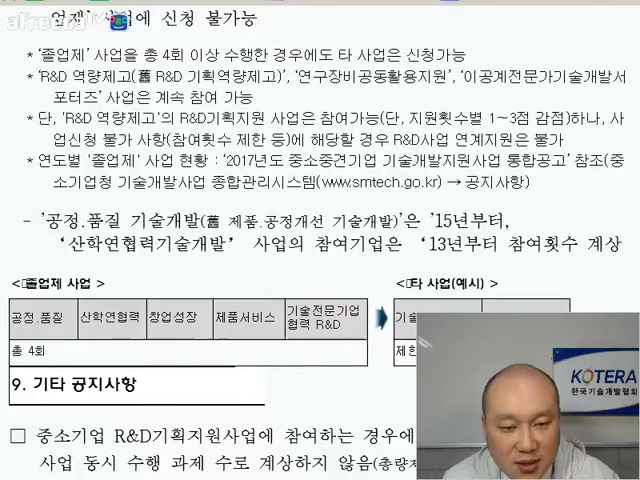 afreecaTV
업제' 사업에 신청 불가능
* '졸업제' 사업을 총 4회 이상 수행한 경우에도 타 사업은 신청가능
* 'R&D 역량제고(舊 R&D 기획역량제고)', '연구장비공동활용지원', '이공계전문가기술개발서
포터즈' 사업은 계속 참여 가능
* 단, 'R&D 역량제고'의 R&D기획지원 사업은 참여가능(단, 지원횟수별 1~3점 감점)하나, 사
업신청 불가 사항(참여횟수 제한 등)에 해당할 경우 R&D사업 연계지원은 불가
* 연도별 '졸업제' 사업 현황 : '2017년도 중소중견기업 기술개발지원사업 통합공고' 참조(중
소기업청 기술개발사업 종합관리시스템(www.smtech.go.kr) → 공지사항)
- '공정.품질 기술개발(舊 제품.공정개선 기술개발)'은 '15년부터,
'산학연협력기술개발' 사업의 참여기업은 '13년부터 참여횟수 계상
< 졸업제 사업 > < 타 사업(예시) >
공정.품질 산학연협력 창업성장 제품서비스 기술전문기업
협력 R&D 기술
총 4회 제한
9. 기타 공지사항
KOTERA
한국기술개발협회
□ 중소기업 R&D기획지원사업에 참여하는 경우에
사업 동시 수행 과제 수로 계상하지 않음(총량제